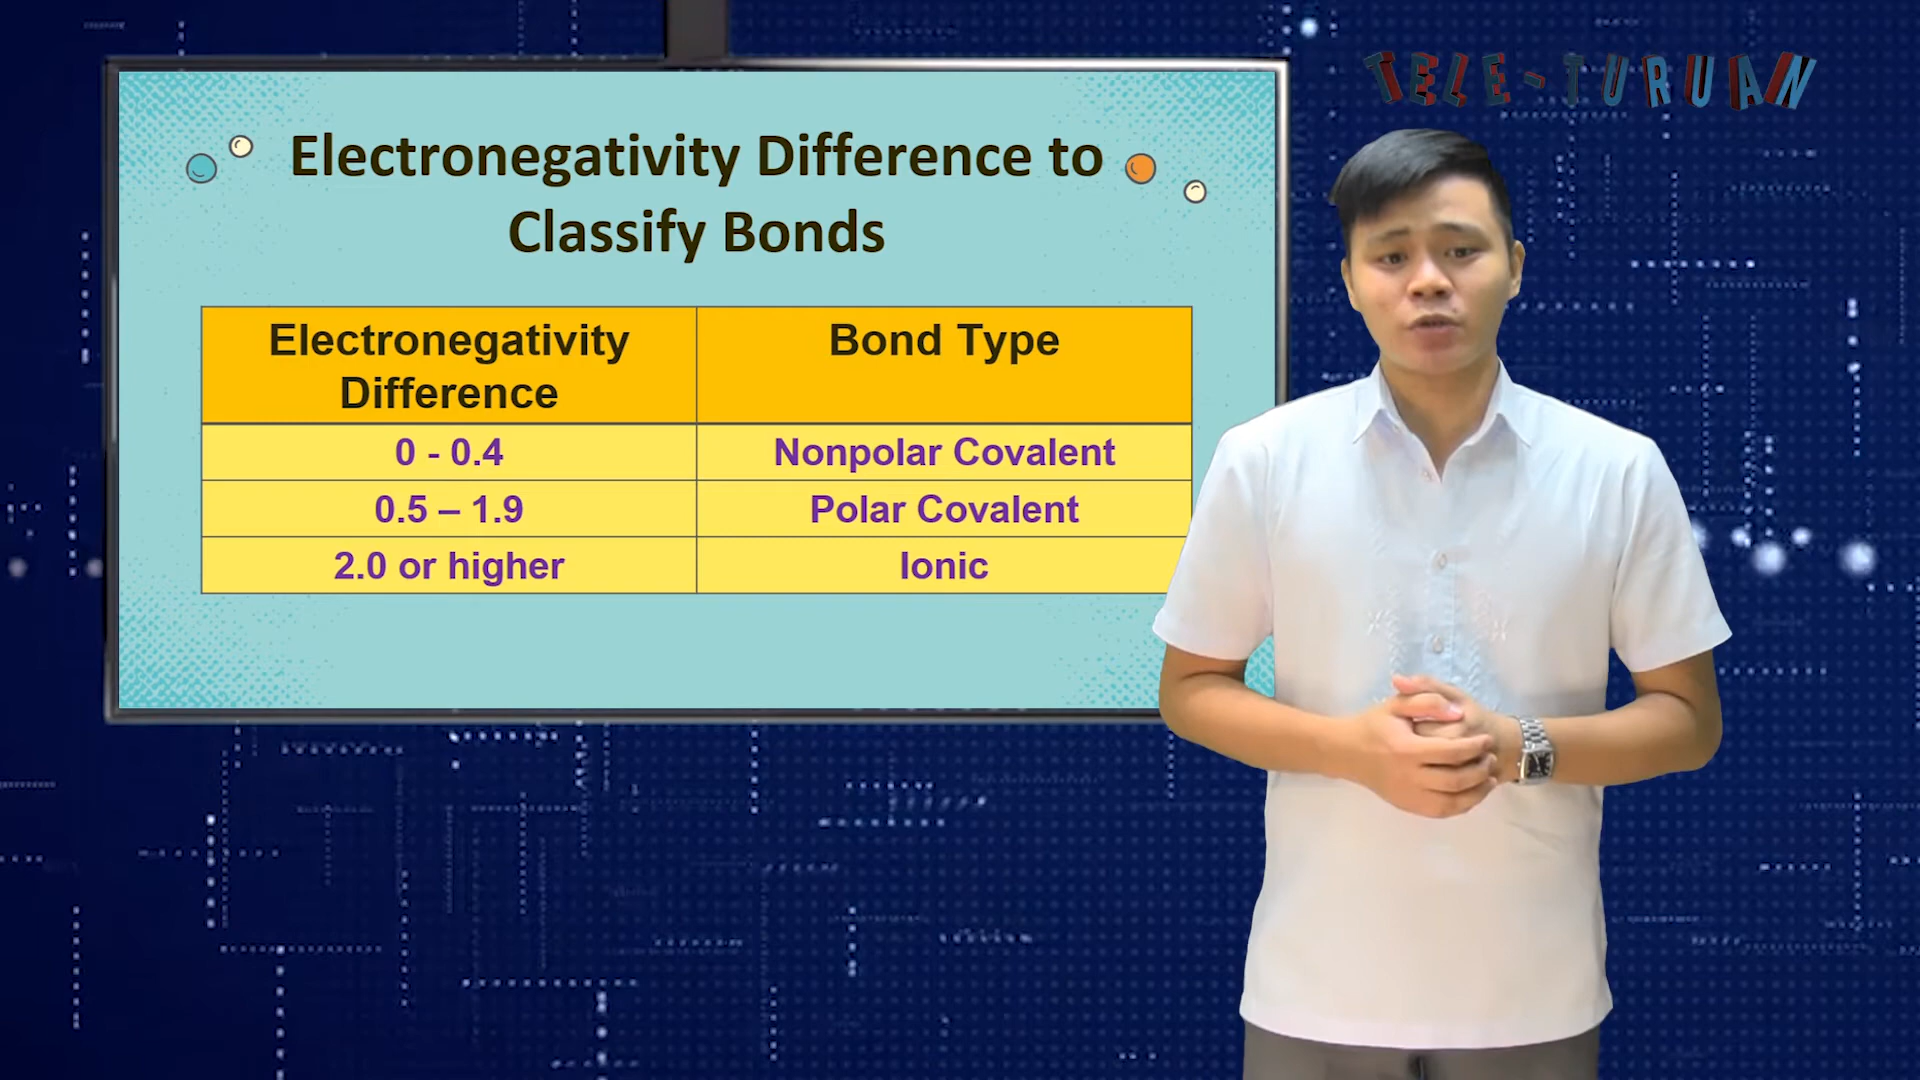 TELE-TURUAN
Electronegativity Difference to
Classify Bonds
Electronegativity
Difference
Bond Type
0 - 0.4
Nonpolar Covalent
0.5 – 1.9
Polar Covalent
2.0 or higher
Ionic